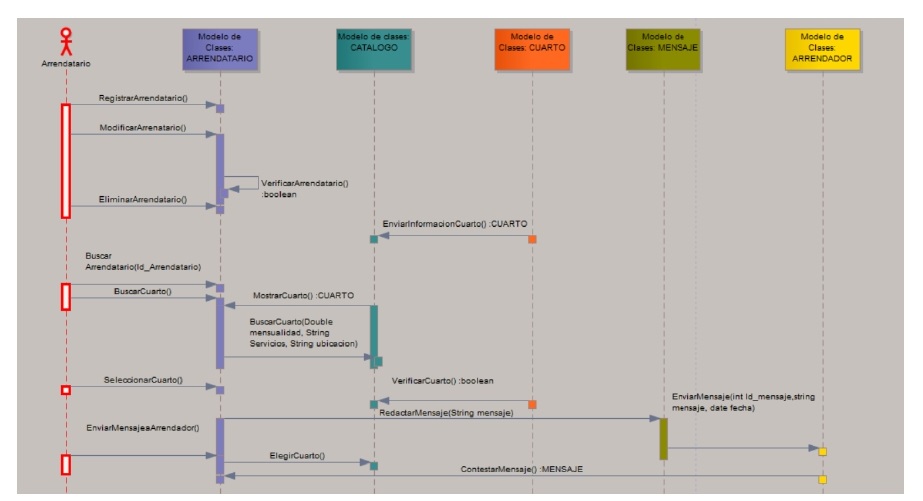 Arrendatario
Modelo de
Clases:
ARRENDATARIO
Modelo de clases:
CATALOGO
Modelo de
Clases: CUARTO
Modelo de
Clases: MENSAJE
Modelo de
Clases:
ARRENDADOR
RegistrarArrendatario()
ModificarArrenatario()
VerificarArrendatario()
:boolean
EliminarArrendatario()
EnviarInformacionCuarto() :CUARTO
Buscar
Arrendatario(Id_Arrendatario)
BuscarCuarto()
MostrarCuarto() :CUARTO
BuscarCuarto(Double
mensualidad, String
Servicios, String ubicacion)
SeleccionarCuarto()
VerificarCuarto() :boolean
EnviarMensaje(int Id_mensaje,string
mensaje, date fecha)
RedactarMensaje(String mensaje)
EnviarMensajeaArrendador()
ElegirCuarto()
ContestarMensaje() :MENSAJE